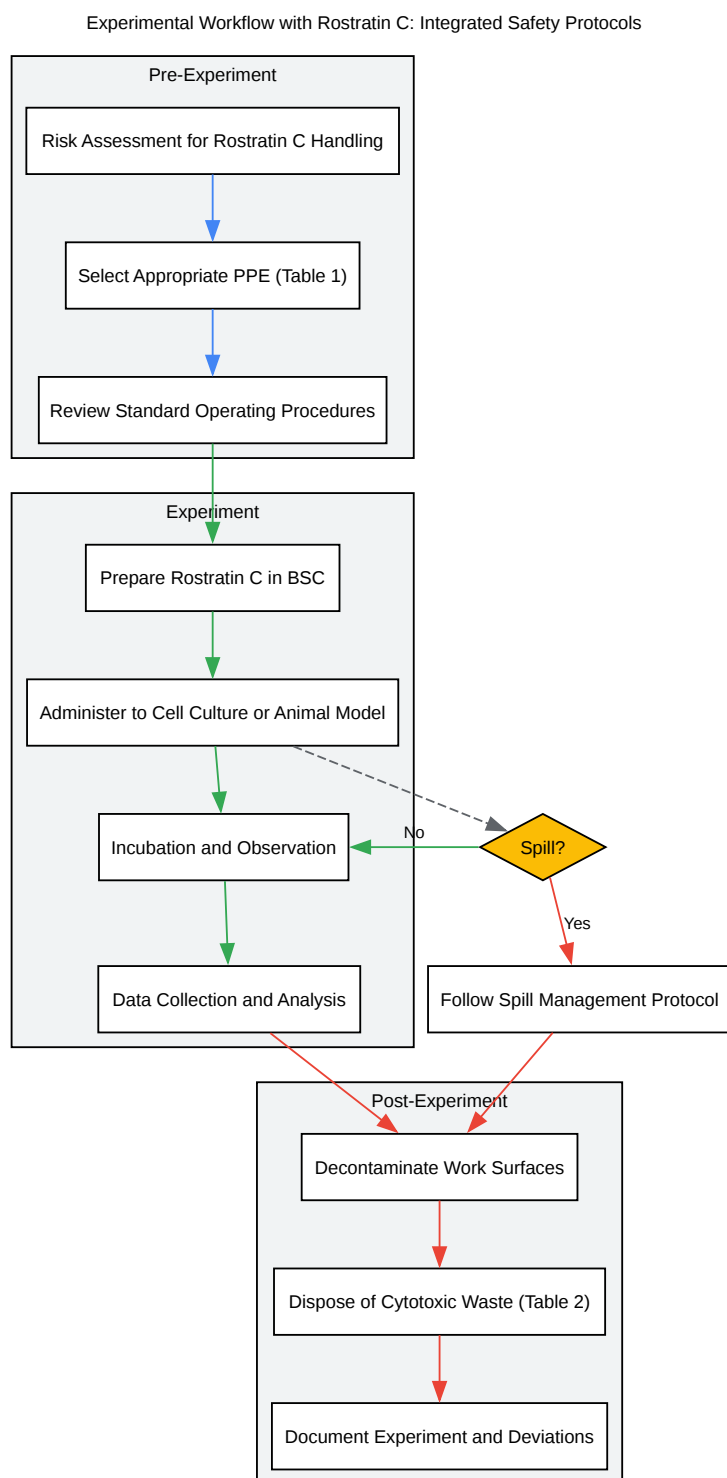 Experimental Workflow with Rostratin C: Integrated Safety Protocols
Pre-Experiment
Risk Assessment for Rostratin C Handling
Select Appropriate PPE (Table 1)
Review Standard Operating Procedures
Experiment
Prepare Rostratin C in BSC
Administer to Cell Culture or Animal Model
No
Incubation and Observation
Spill?
Yes
Data Collection and Analysis
Follow Spill Management Protocol
Post-Experiment
Decontaminate Work Surfaces
Dispose of Cytotoxic Waste (Table 2)
Document Experiment and Deviations